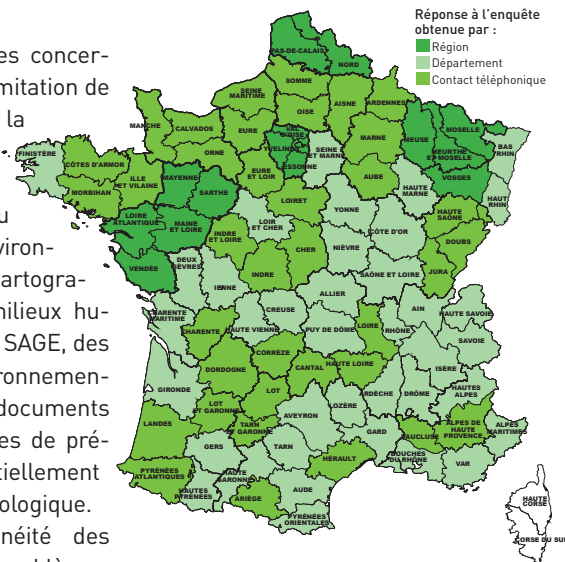 es concer-
mitation de
la
u
viron-
artogra-
ilieux hu-
SAGE, des
ronnemen-
documents
es de pré-
tiellement
ologique.
néité des
Réponse à l'enquête
obtenue par :
Région
Département
Contact téléphonique
PAS-DE-CALAIS
NORD
SOMME
SEINE
MARITIME
AISNE
ARDENNES
OISE
MANCHE
CALVADOS
EURE
VAL
D'OISE
YVELINES
ESSONNE
SEINE
ET MARNE
MARNE
MEUSE
MOSELLE
MEURTHE
ET MOSELLE
BAS
RHIN
FINISTÈRE
CÔTES D'ARMOR
ILLE
ET VILAINE
MORBIHAN
ORNE
MAYENNE
SARTHE
EURE
ET LOIR
AUBE
HAUTE
MARNE
VOSGES
HAUT
RHIN
LOIRE
ATLANTIQUE
MAINE
ET LOIRE
INDRE
ET LOIRE
LOIR
ET CHER
LOIRET
YONNE
CÔTE D'OR
HAUTE
SAÔNE
DOUBS
VENDÉE
DEUX
SÈVRES
IENNE
INDRE
CHER
NIÈVRE
SAÔNE ET LOIRE
JURA
CHARENTE
MARITIME
CHARENTE
HAUTE VIENNE
CREUSE
ALLIER
PUY DE DÔME
LOIRE
RHÔNE
AIN
HAUTE SAVOIE
SAVOIE
ISÈRE
GIRONDE
DORDOGNE
CORRÈZE
CANTAL
HAUTE LOIRE
ARDÈCHE
DRÔME
HAUTES
ALPES
LANDES
LOT
ET GARONNE
LOT
TARN
ET GARONNE
AVEYRON
LOZÈRE
GARD
VAUCLUSE
ALPES DE
HAUTE
PROVENCE
ALPES
MARITIMES
PYRÉNÉES
ATLANTIQUES
GERS
HAUTES
PYRÉNÉES
HAUTE
GARONNE
TARN
HÉRAULT
BOUCHES
DU RHÔNE
VAR
ARIÈGE
AUDE
PYRÉNÉES
ORIENTALES
HAUTE
CORSE
CORSE DU SUD